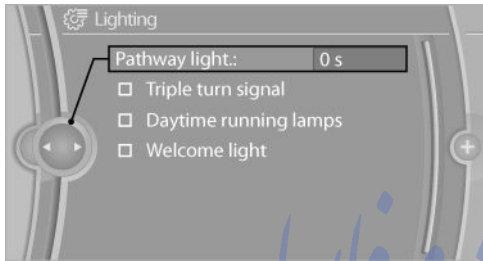 Lighting
Pathway light.: 0 s
Triple turn signal
Daytime running lamps
Welcome light